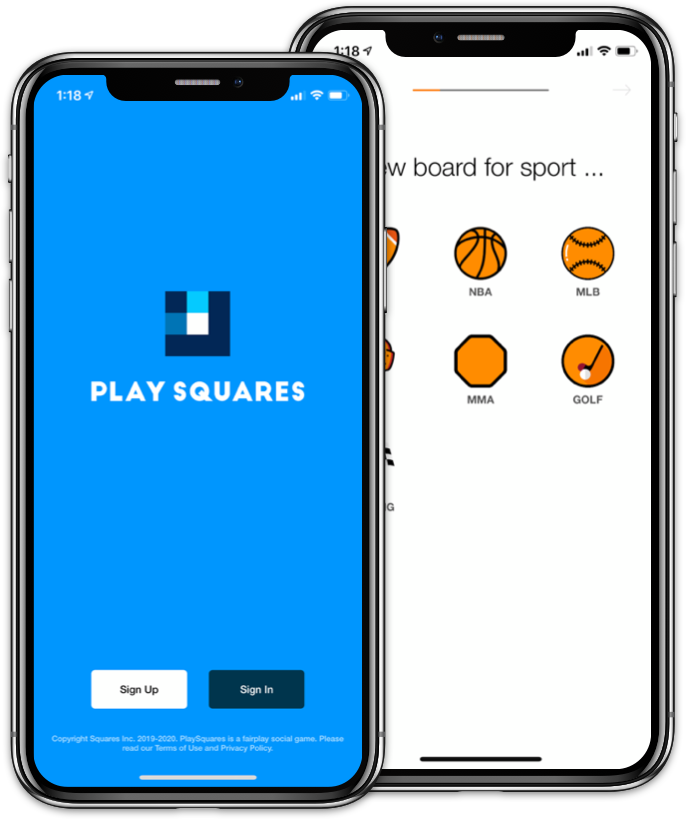 1:18
PLAY SQUARES
Sign Up
Sign In
Copyright Squares Inc. 2019-2020. PlaySquares is a fairplay social game. Please
read our Terms of Use and Privacy Policy.
1:18
ew board for sport ...
NBA
MLB
MMA
GOLF
G